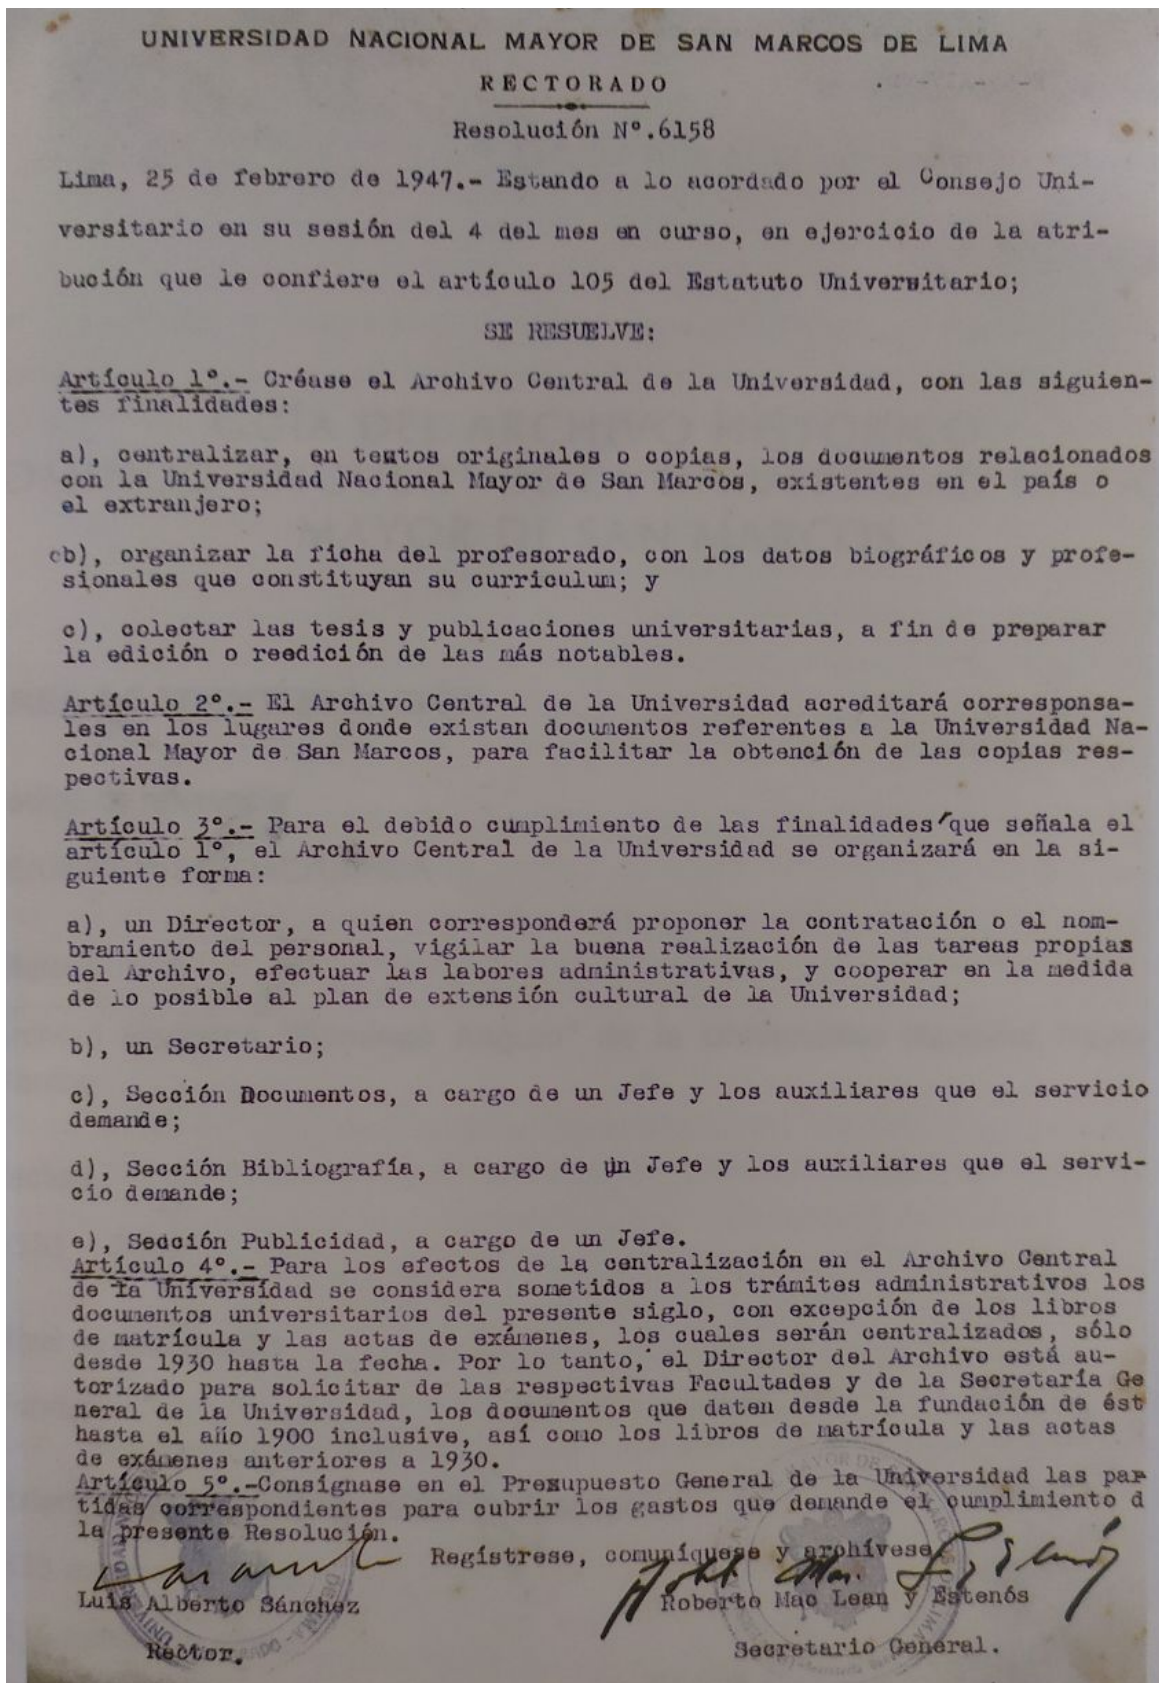 UNIVERSIDAD NACIONAL MAYOR DE SAN MARCOS DE LIMA
RECTORADO
Resolución Nº.6158
Lima, 25 de febrero de 1947.- Estando a lo acordado por el Consejo Uni-
versitario en su sesión del 4 del mes en curso, en ejercicio de la atri-
bución que le confiere el artículo 105 del Estatuto Universitario;
SE RESUELVE:
Artículo 1º.- Créase el Archivo Central de la Universidad, con las siguien-
tes finalidades:
a), centralizar, en textos originales o copias, los documentos relacionados
con la Universidad Nacional Mayor de San Marcos, existentes en el país o
el extranjero;
cb), organizar la ficha del profesorado, con los datos biográficos y profe-
sionales que constituyan su curriculum; y
c), colectar las tesis y publicaciones universitarias, a fin de preparar
la edición o reedición de las más notables.
Artículo 2º.- El Archivo Central de la Universidad acreditará corresponsa-
les en los lugares donde existan documentos referentes a la Universidad Na-
cional Mayor de San Marcos, para facilitar la obtención de las copias res-
pectivas.
Artículo 3º.- Para el debido cumplimiento de las finalidades que señala el
artículo 1º, el Archivo Central de la Universidad se organizará en la si-
guiente forma:
a), un Director, a quien corresponderá proponer la contratación o el nom-
bramiento del personal, vigilar la buena realización de las tareas propias
del Archivo, efectuar las labores administrativas, y cooperar en la medida
de lo posible al plan de extensión cultural de la Universidad;
b), un Secretario;
c), Sección Documentos, a cargo de un Jefe y los auxiliares que el servicio
demande;
d), Sección Bibliografía, a cargo de un Jefe y los auxiliares que el servi-
cio demande;
e), Sección Publicidad, a cargo de un Jefe.
Artículo 4º.- Para los efectos de la centralización en el Archivo Central
de la Universidad se considera sometidos a los trámites administrativos los
documentos universitarios del presente siglo, con excepción de los libros
de matrícula y las actas de exámenes, los cuales serán centralizados, sólo
desde 1930 hasta la fecha. Por lo tanto, el Director del Archivo está au-
torizado para solicitar de las respectivas Facultades y de la Secretaría Ge
neral de la Universidad, los documentos que daten desde la fundación de ést
hasta el año 1900 inclusive, así como los libros de matrícula y las actas
de exámenes anteriores a 1930.
Artículo 5º.-Consígnase en el Presupuesto General de la Universidad las par
tidas correspondientes para cubrir los gastos que demande el cumplimiento d
la presente Resolución.
Regístrese, comuníquese y archívese
Luis Alberto Sánchez
Roberto Mac Lean y Estenós
Rector.
Secretario General.